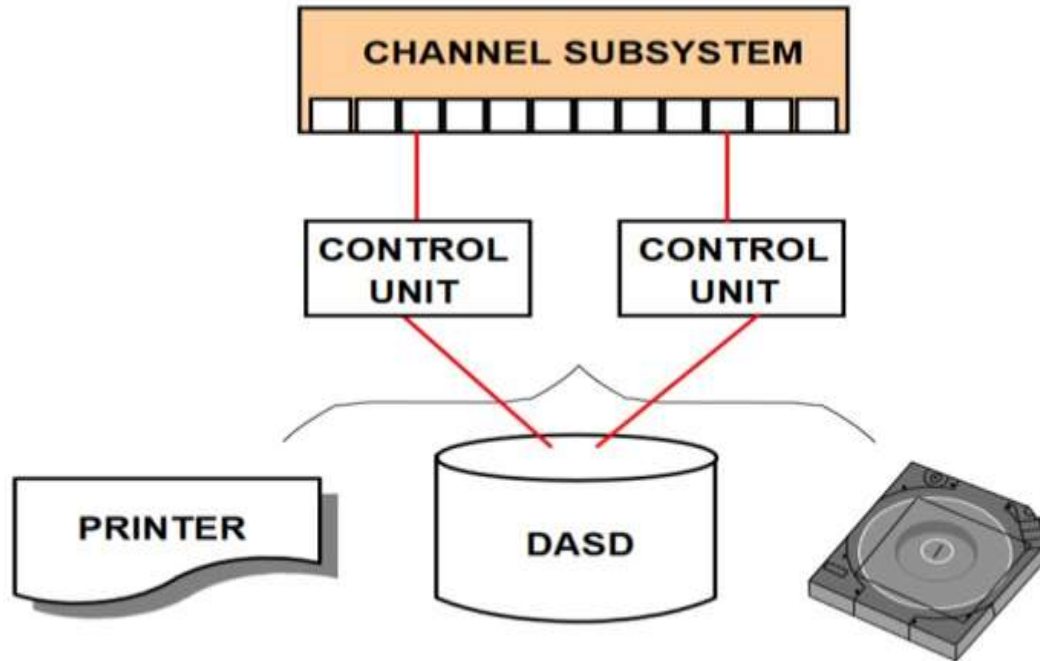 CHANNEL SUBSYSTEM
CONTROL
UNIT
CONTROL
UNIT
PRINTER
DASD